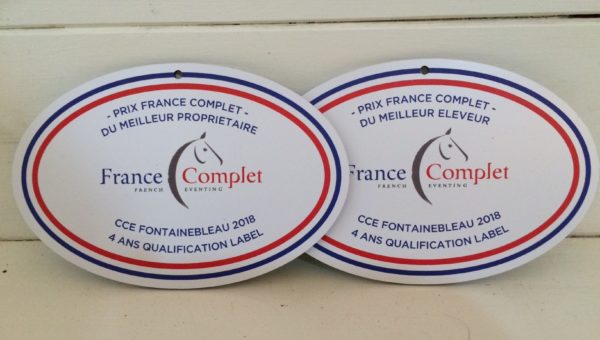 - PRIX FRANCE COMPLET -
DU MEILLEUR PROPRIETAIRE
France Complet
FRENCH EVENTING
CCE FONTAINEBLEAU 2018
4 ANS QUALIFICATION LABEL
- PRIX FRANCE COMPLET -
DU MEILLEUR ELEVEUR
France Complet
FRENCH EVENTING
CCE FONTAINEBLEAU 2018
4 ANS QUALIFICATION LABEL